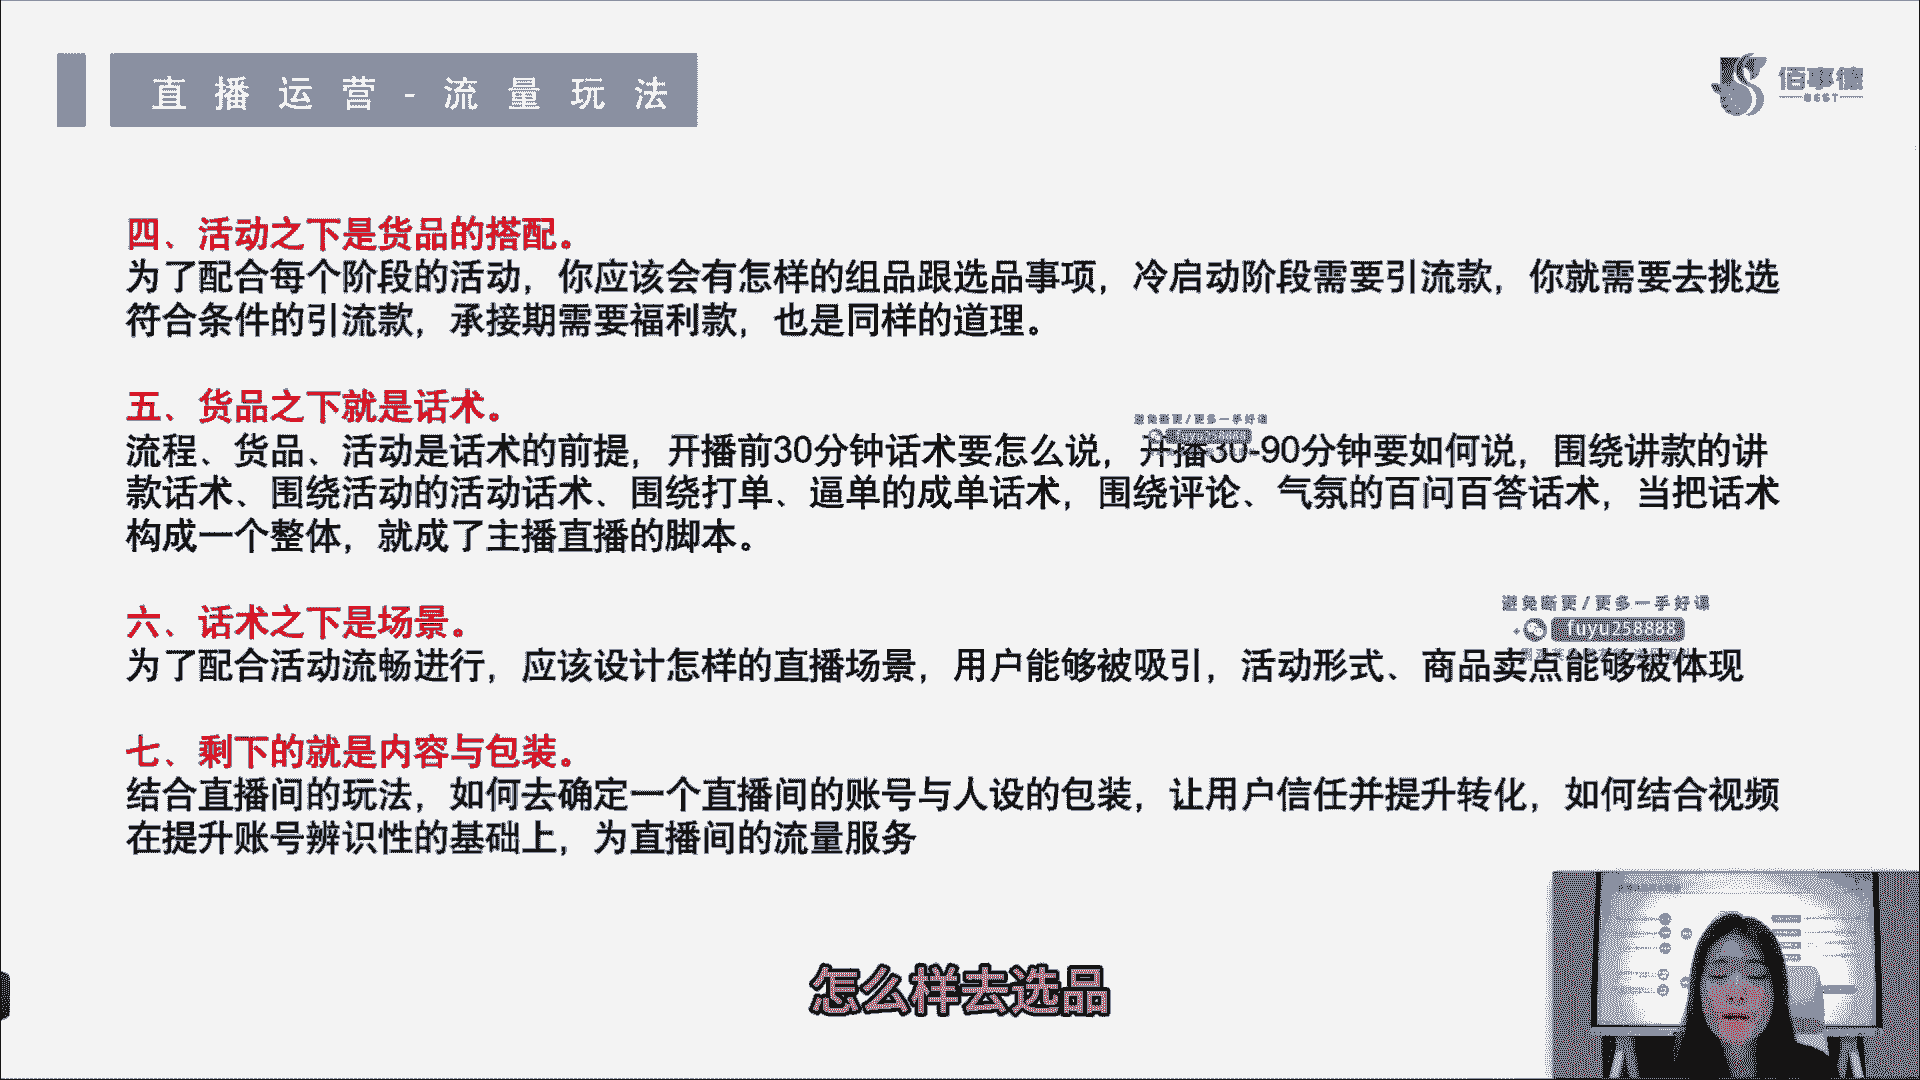 直播运营-流量玩法
佰事德
BEST
四、活动之下是货品的搭配。
为了配合每个阶段的活动，你应该会有怎样的组品跟选品事项，冷启动阶段需要引流款，你就需要去挑选
符合条件的引流款，承接期需要福利款，也是同样的道理。
五、货品之下就是话术。
避免断更/更多一手好课
fuyu258888
流程、货品、活动是话术的前提，开播前30分钟话术要怎么说，开播30-90分钟要如何说，围绕讲款的讲
款话术、围绕活动的活动话术、围绕打单、逼单的成单话术，围绕评论、气氛的百问百答话术，当把话术
构成一个整体，就成了主播直播的脚本。
六、话术之下是场景。
避免断更/更多一手好课
fuyu258888
为了配合活动流畅进行，应该设计怎样的直播场景，用户能够被吸引，活动形式、商品卖点能够被体现
七、剩下的就是内容与包装。
结合直播间的玩法，如何去确定一个直播间的账号与人设的包装，让用户信任并提升转化，如何结合视频
在提升账号辨识性的基础上，为直播间的流量服务
怎么样去选品